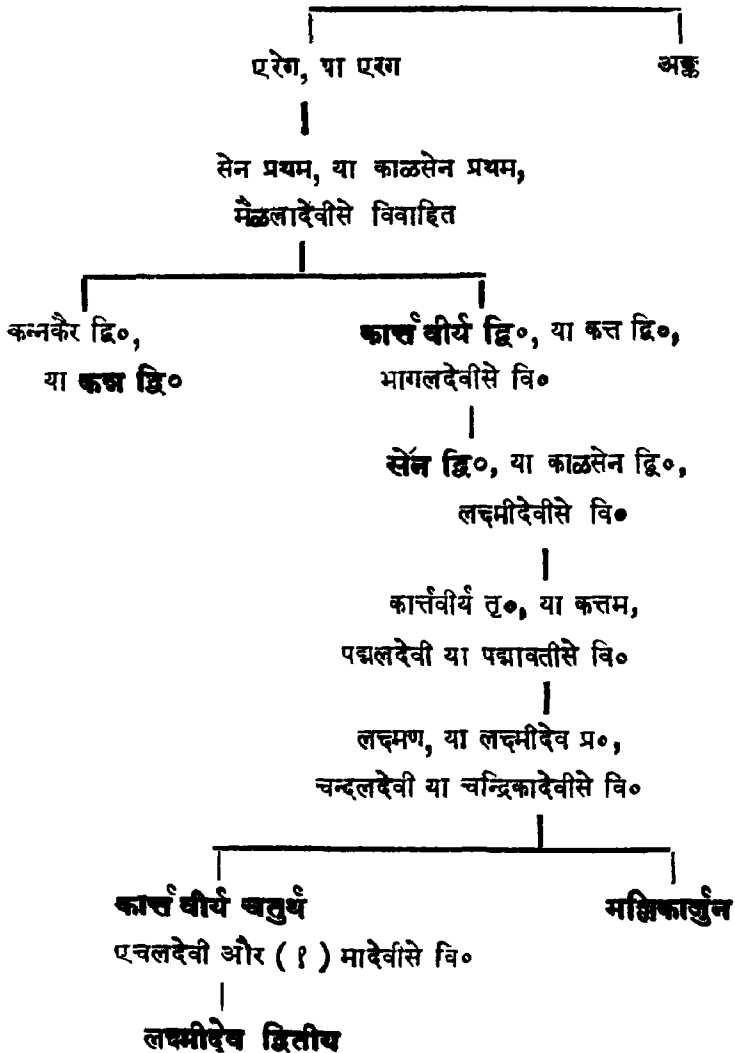 एरेग, या एरग अङ्क
सेन प्रथम, या काळसेन प्रथम,
मैळलादेवीसे विवाहित
कन्नकैर द्वि०, कार्त्तवीर्य द्वि०, या कत्त द्वि०,
या कन्न द्वि० भागलदेवीसे वि०
सेंन द्वि०, या काळसेन द्वि०,
लक्ष्मीदेवीसे वि०
कार्त्तवीर्य तृ०, या कत्तम,
पद्मलदेवी या पद्मावतीसे वि०
लक्ष्मण, या लक्ष्मीदेव प्र०,
चन्दलदेवी या चन्द्रिकादेवीसे वि०
कार्त्तवीर्य चतुर्थ मल्लिकार्जुन
एचलदेवी और (१) मादेवीसे वि०
लक्ष्मीदेव द्वितीय